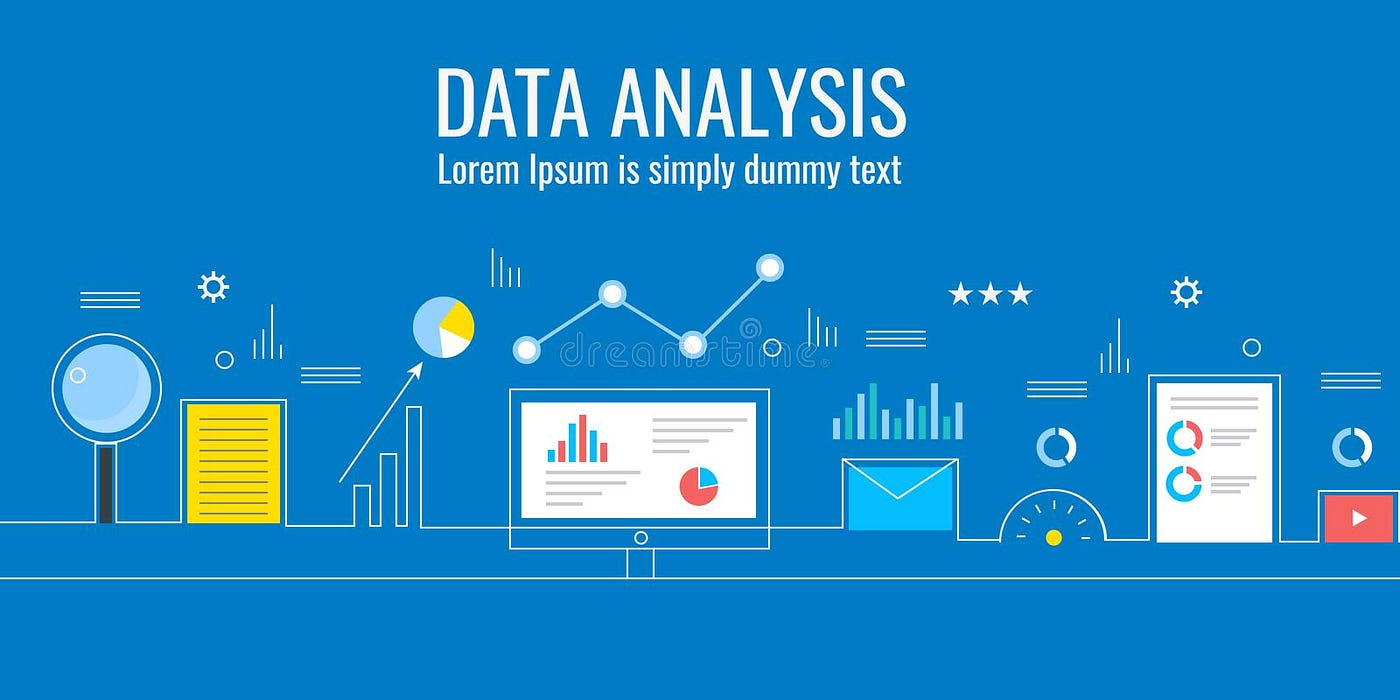 DATA ANALYSIS
Lorem Ipsum is simply dummy text
dreamstime.